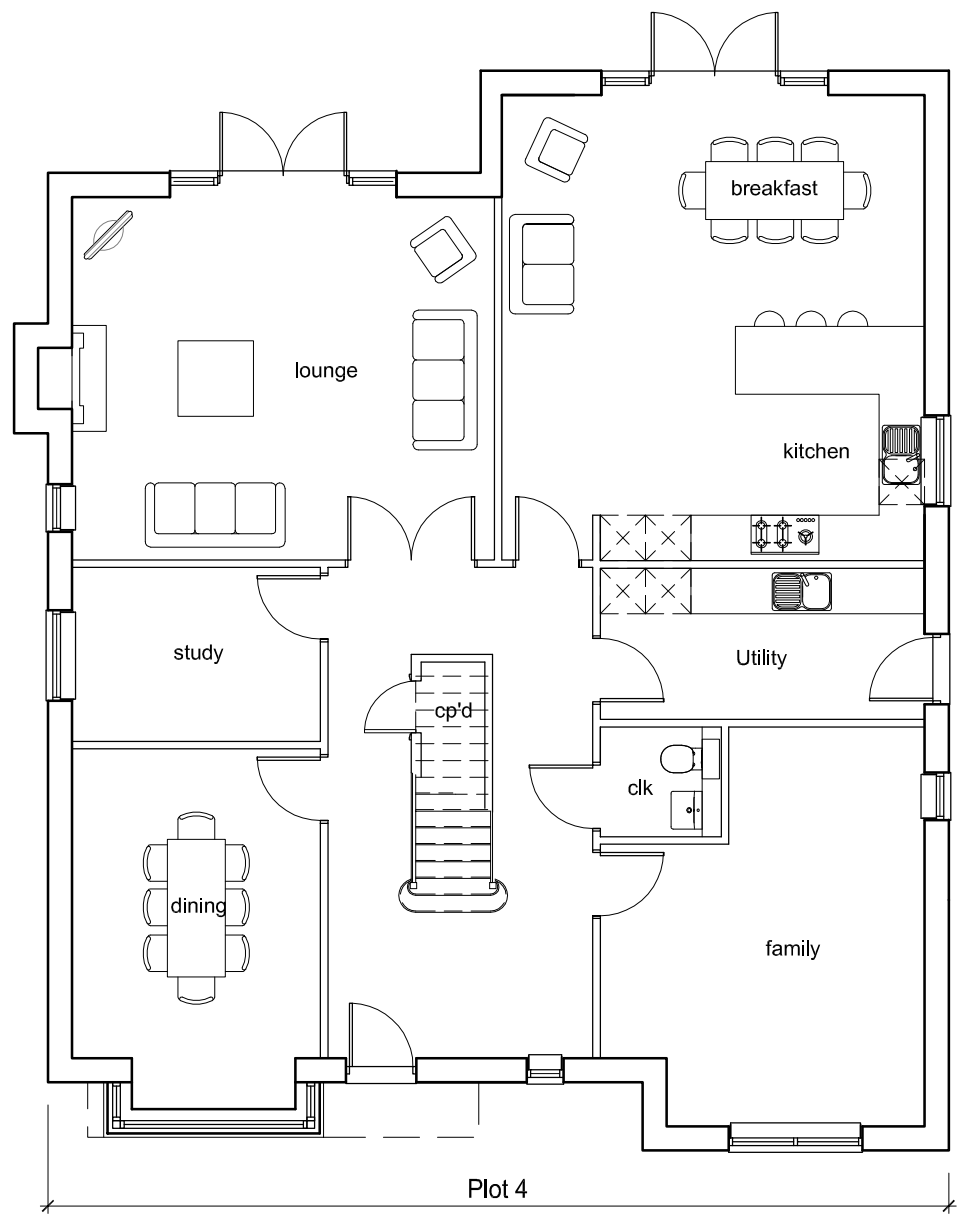 breakfast
lounge
kitchen
study
Utility
cp'd
clk
dining
family
Plot 4